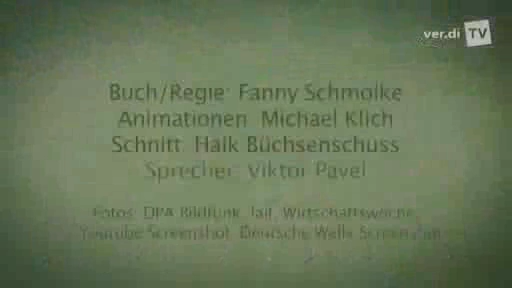 ver.di TV
Buch/Regie: Fanny Schmolke
Animationen: Michael Klich
Schnitt: Haik Büchsenschuss
Sprecher: Viktor Pavel
Fotos: DPA Bildfunk, Wirtschaftswoche,
Youtube Screenshot, Deutsche Welle Screenshot